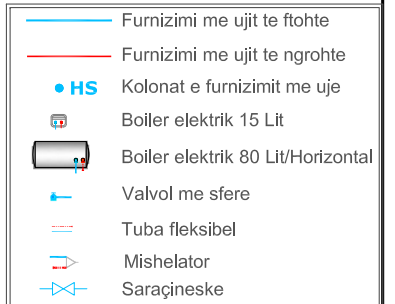 Furnizimi me ujit te ftohte
Furnizimi me ujit te ngrohte
HS Kolonat e furnizimit me uje
Boiler elektrik 15 Lit
Boiler elektrik 80 Lit/Horizontal
Valvol me sfere
Tuba fleksibel
Mishelator
Saraçineske